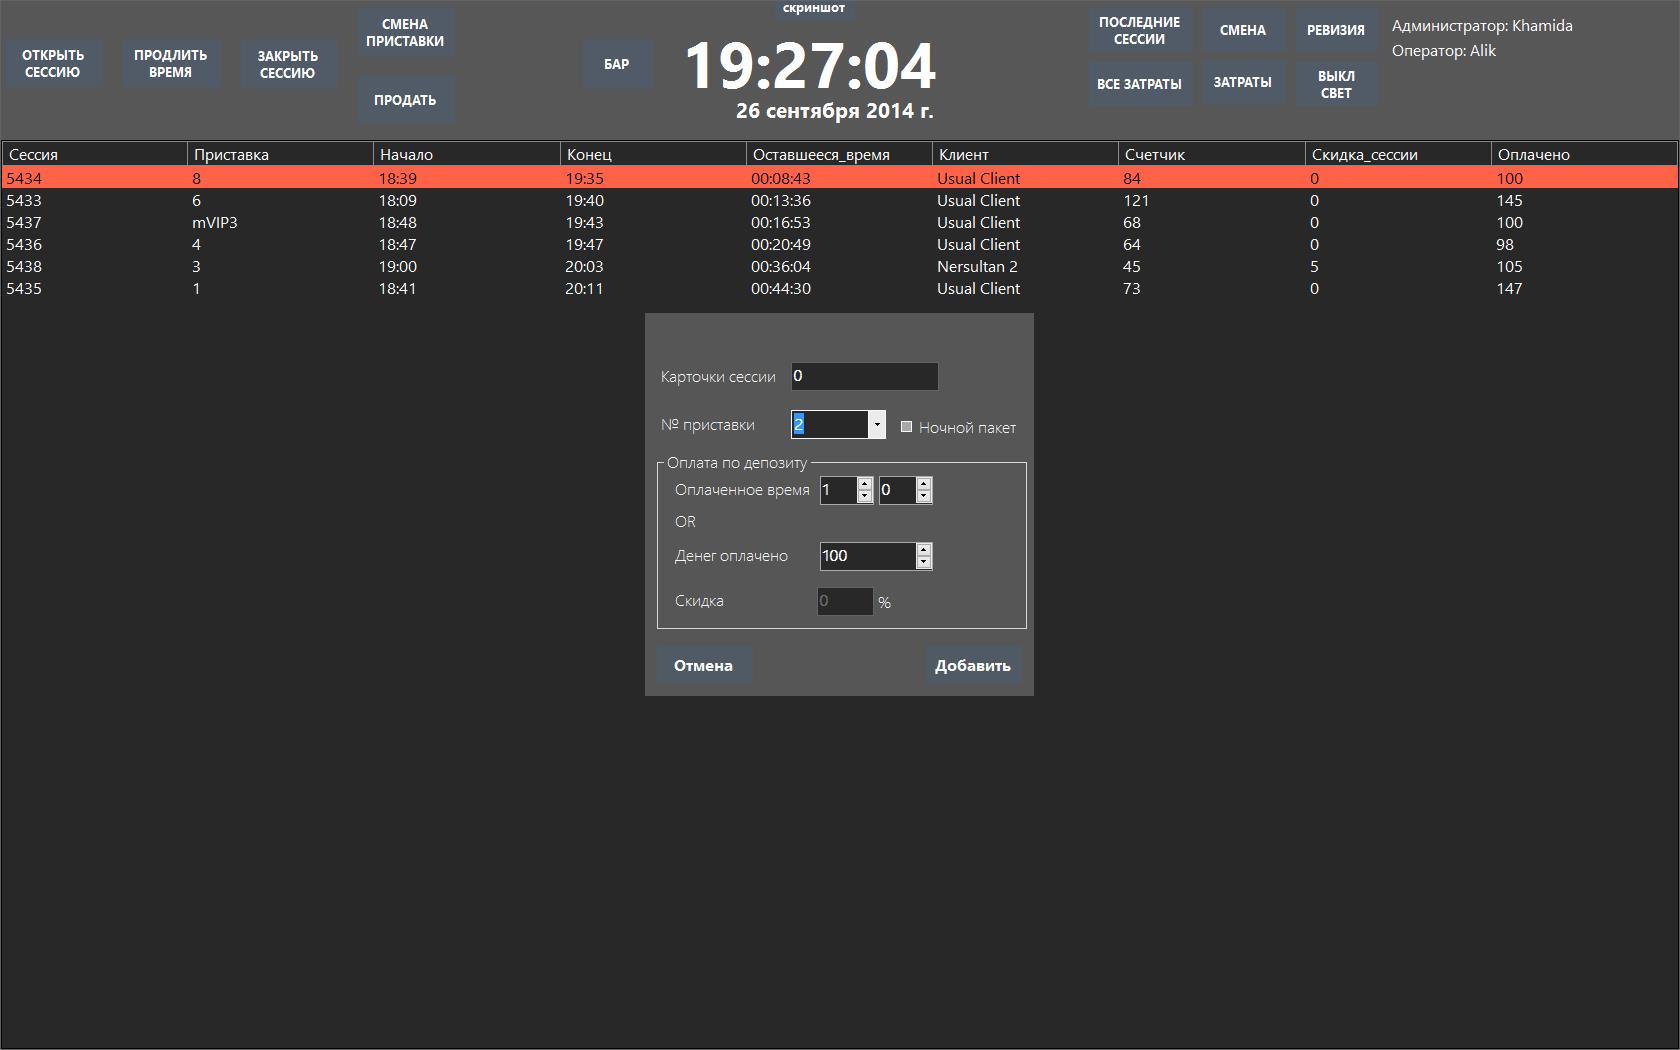 скриншот
ОТКРЫТЬ
СЕССИЮ
ПРОДЛИТЬ
ВРЕМЯ
ЗАКРЫТЬ
СЕССИЮ
СМЕНА
ПРИСТАВКИ
ПРОДАТЬ
БАР
19:27:04
26 сентября 2014 г.
ПОСЛЕДНИЕ
СЕССИИ
СМЕНА
РЕВИЗИЯ
ВСЕ ЗАТРАТЫ
ЗАТРАТЫ
ВЫКЛ
СВЕТ
Администратор: Khamida
Оператор: Alik
Сессия Приставка Начало Конец Оставшееся_время Клиент Счетчик Скидка_сессии Оплачено
5434 8 18:39 19:35 00:08:43 Usual Client 84 0 100
5433 6 18:09 19:40 00:13:36 Usual Client 121 0 145
5437 mVIP3 18:48 19:43 00:16:53 Usual Client 68 0 100
5436 4 18:47 19:47 00:20:49 Usual Client 64 0 98
5438 3 19:00 20:03 00:36:04 Nersultan 2 45 5 105
5435 1 18:41 20:11 00:44:30 Usual Client 73 0 147
Карточки сессии 0
№ приставки 2 Ночной пакет
Оплата по депозиту
Оплаченное время 1 0
OR
Денег оплачено 100
Скидка 0 %
Отмена Добавить